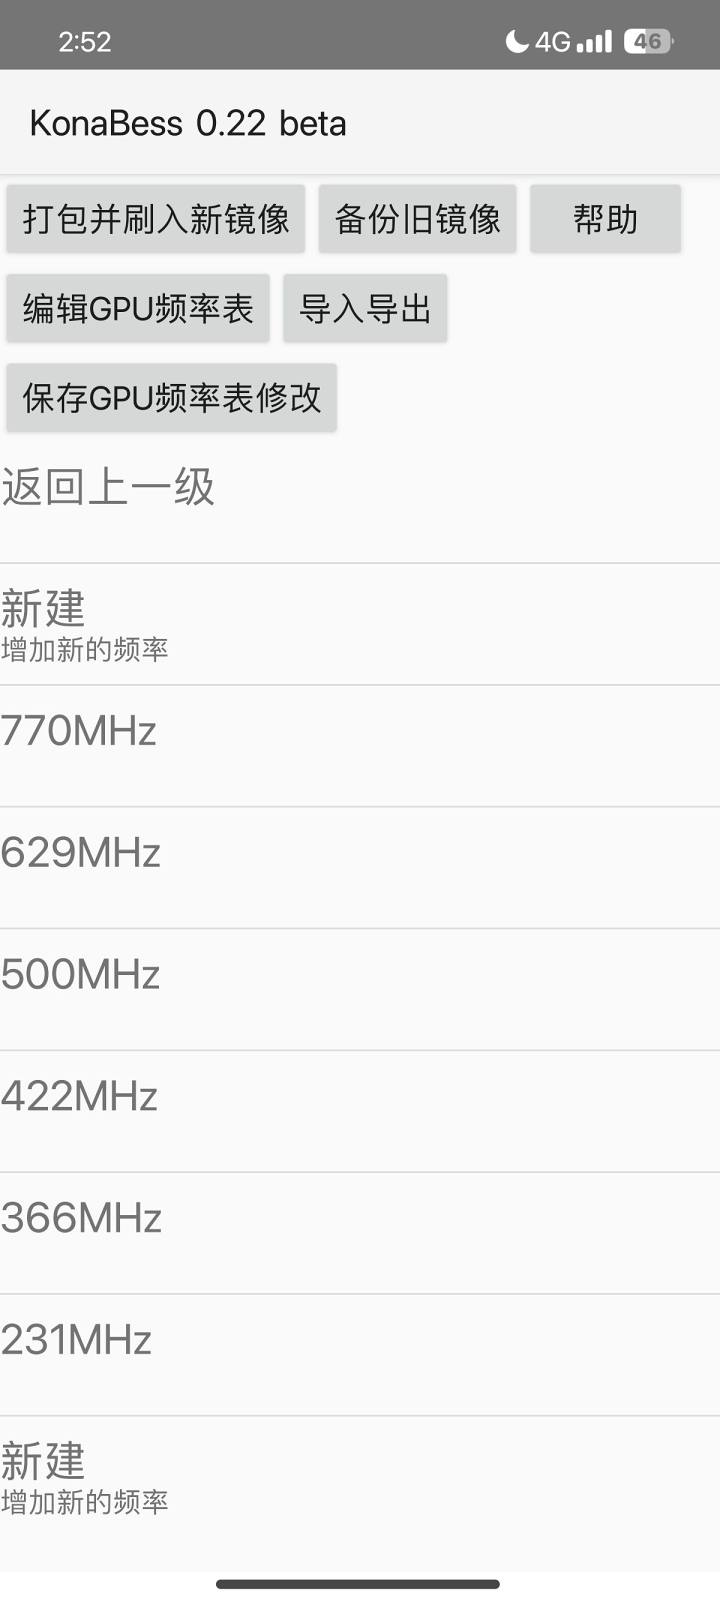 2:52 4G 46
KonaBess 0.22 beta
打包并刷入新镜像 备份旧镜像 帮助
编辑GPU频率表 导入导出
保存GPU频率表修改
返回上一级
新建
增加新的频率
770MHz
629MHz
500MHz
422MHz
366MHz
231MHz
新建
增加新的频率